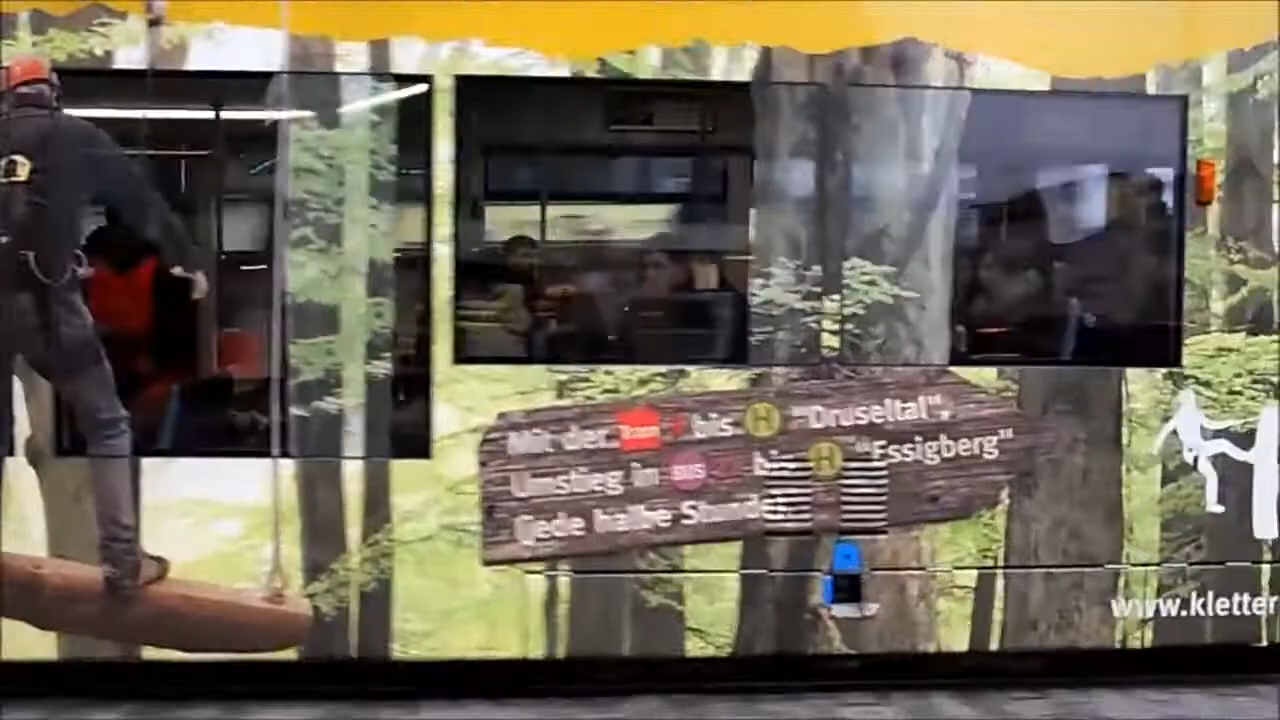 Mit der Tram bis H "Druseltal",
Umstieg in BUS bis H "Essigberg"
(jede halbe Stunde).
www.kletter